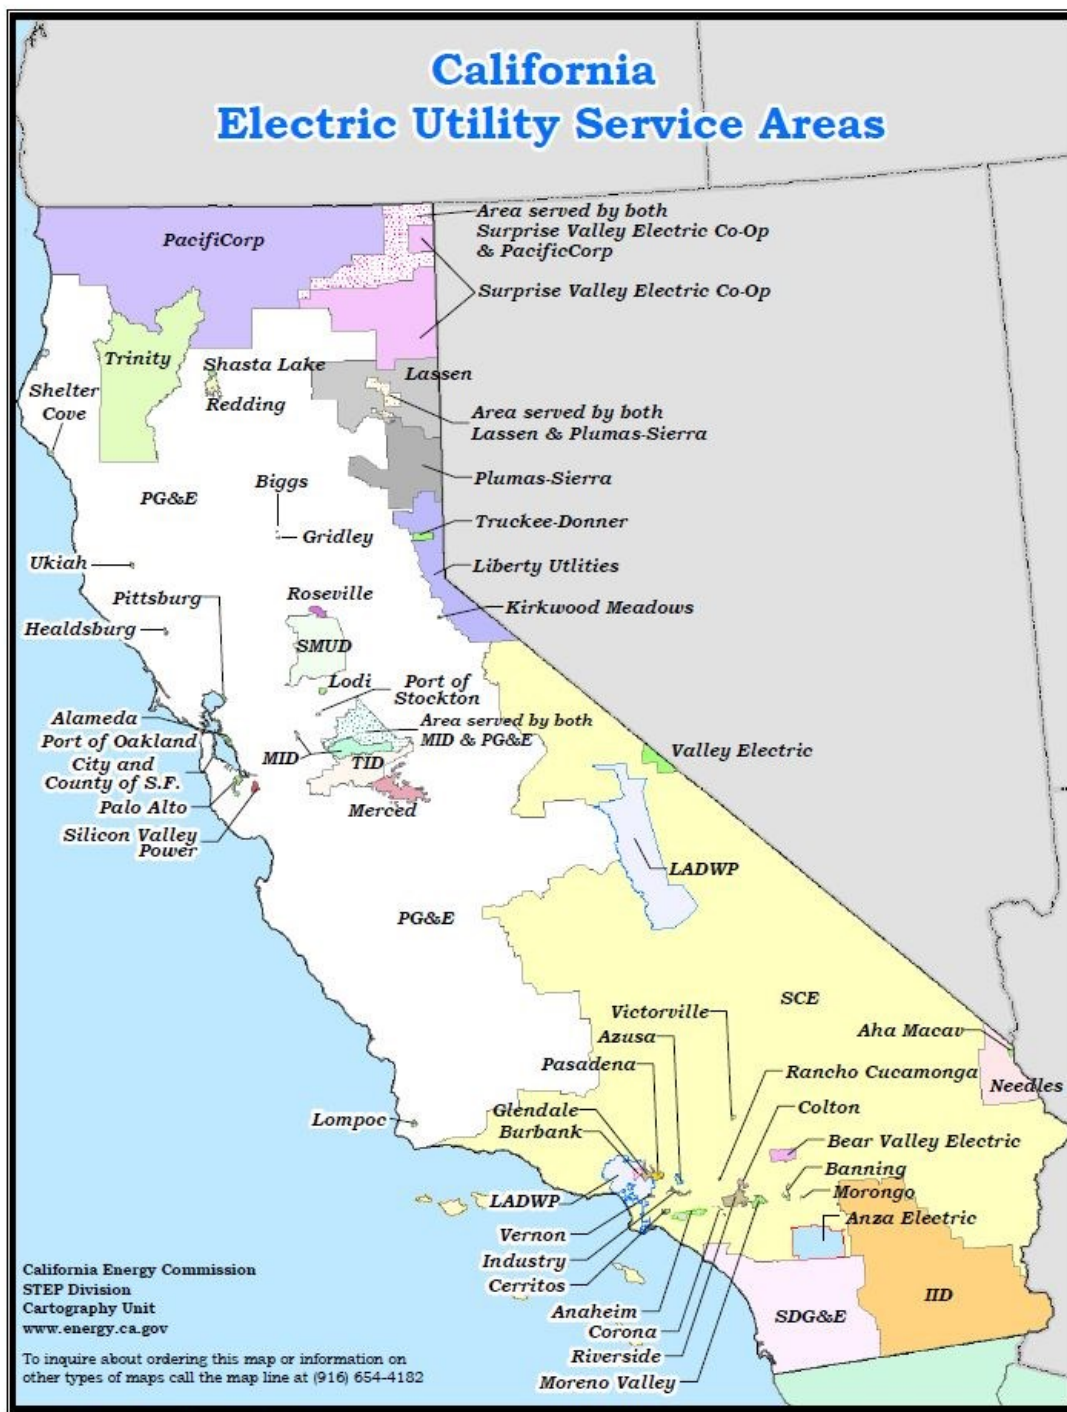 California
Electric Utility Service Areas
PacifiCorp
Area served by both
Surprise Valley Electric Co-Op
& PacificCorp
Surprise Valley Electric Co-Op
Trinity
Shasta Lake
Redding
Lassen
Shelter
Cove
Area served by both
Lassen & Plumas-Sierra
Plumas-Sierra
PG&E
Biggs
Gridley
Truckee-Donner
Ukiah
Liberty Utlities
Pittsburg
Roseville
Kirkwood Meadows
Healdsburg
SMUD
Lodi
Port of
Stockton
Alameda
Port of Oakland
City and
County of S.F.
Palo Alto
Silicon Valley
Power
Area served by both
MID & PG&E
MID
TID
Merced
Valley Electric
LADWP
PG&E
SCE
Victorville
Azusa
Pasadena
Aha Macav
Rancho Cucamonga
Needles
Glendale
Burbank
Colton
Lompoc
Bear Valley Electric
Banning
Morongo
Anza Electric
LADWP
Vernon
Industry
Cerritos
Anaheim
Corona
Riverside
Moreno Valley
SDG&E
IID
California Energy Commission
STEP Division
Cartography Unit
www.energy.ca.gov
To inquire about ordering this map or information on
other types of maps call the map line at (916) 654-4182